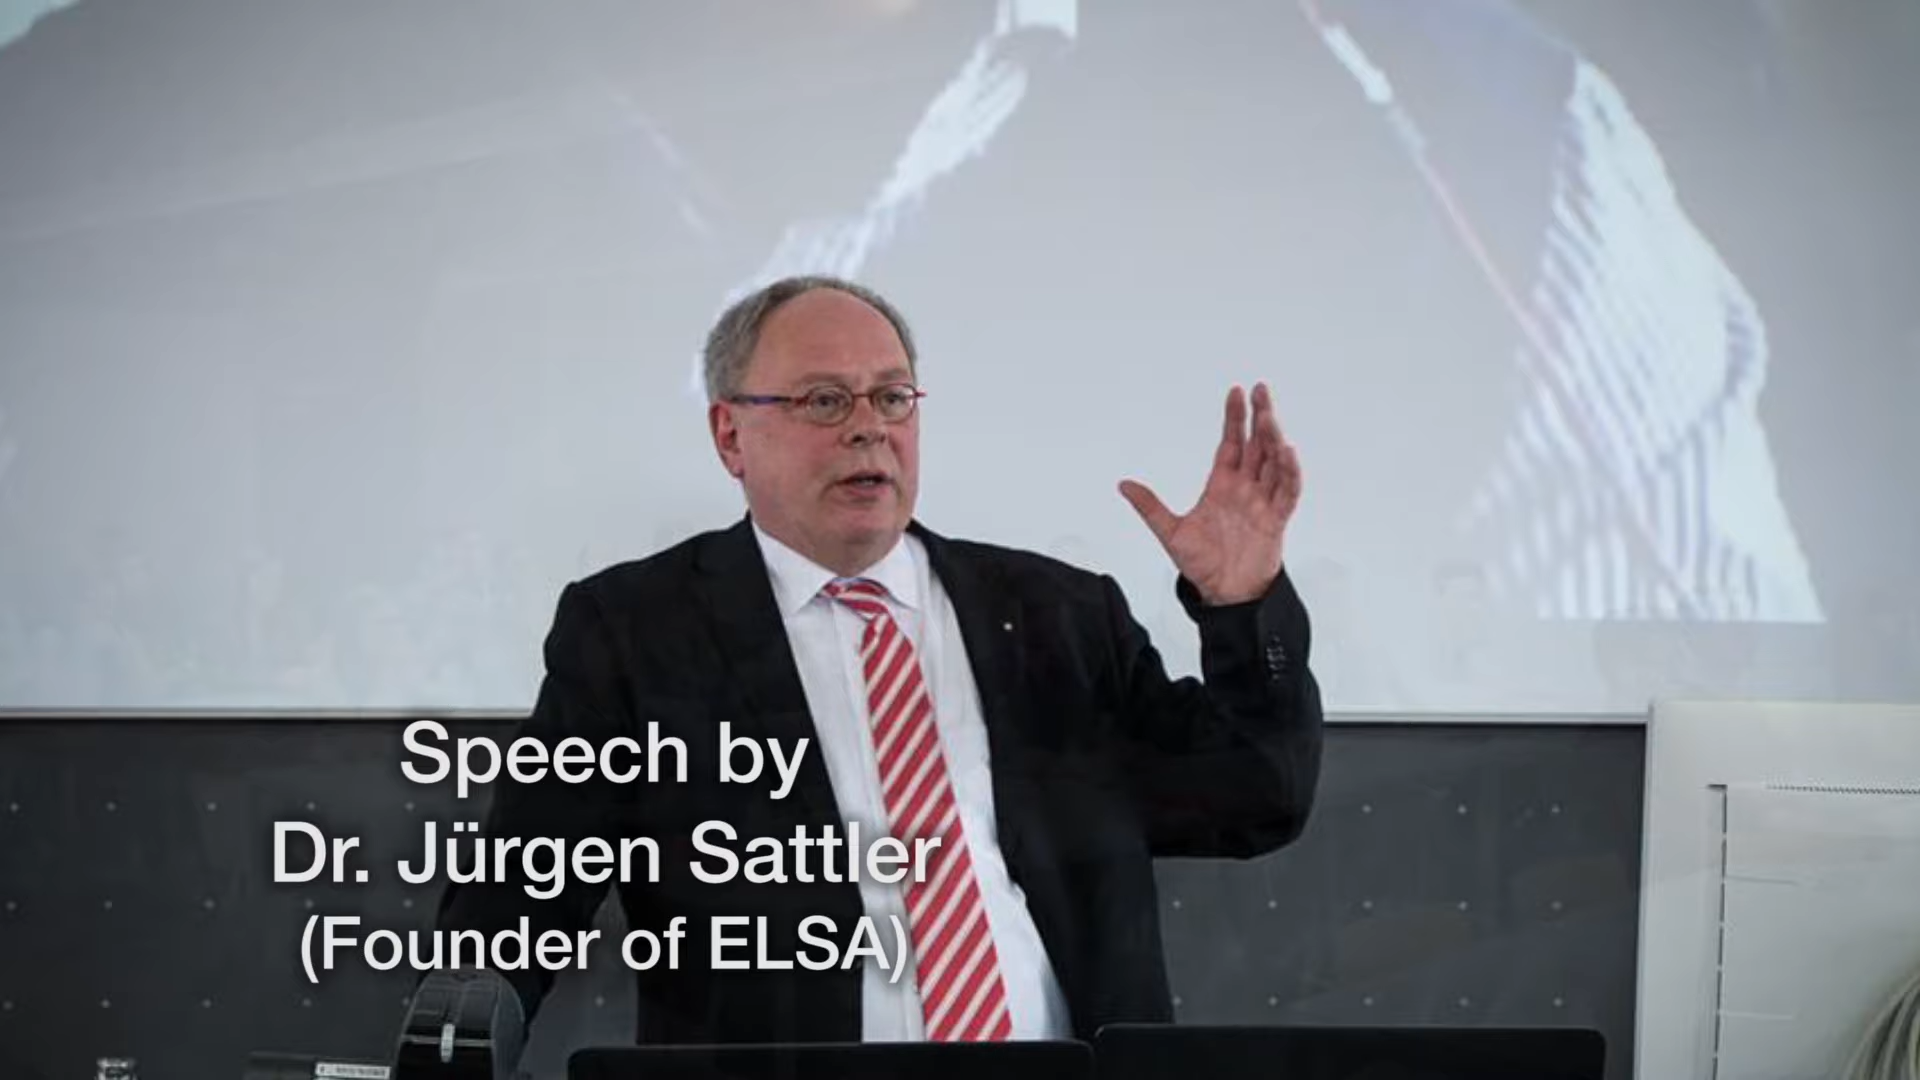 Speech by
Dr. Jürgen Sattler
(Founder of ELSA)